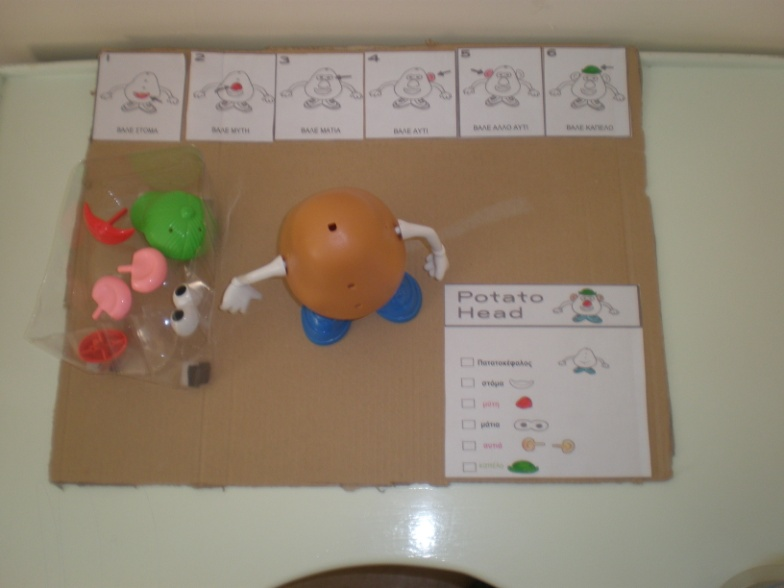 1 2 3 4 5 6
ΒΑΛΕ ΣΤΟΜΑ
ΒΑΛΕ ΜΥΤΗ
ΒΑΛΕ ΜΑΤΙΑ
ΒΑΛΕ ΑΥΤΙ
ΒΑΛΕ ΑΛΛΟ ΑΥΤΙ
ΒΑΛΕ ΚΑΠΕΛΟ
Potato
Head
Πατατοκέφαλος
στόμα
μύτη
μάτια
αυτιά
καπέλο